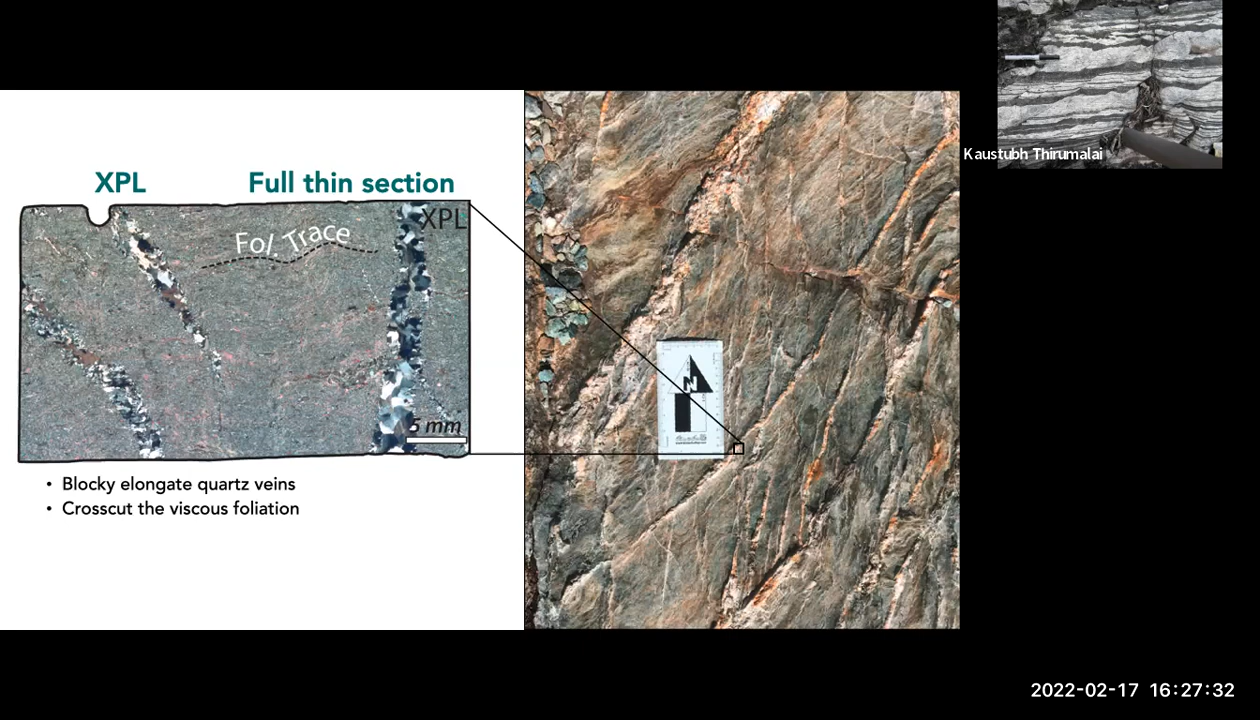 XPL
Full thin section
XPL
Fol Trace
5 mm
• Blocky elongate quartz veins
• Crosscut the viscous foliation
N
Kaustubh Thirumalai
2022-02-17 16:27:32